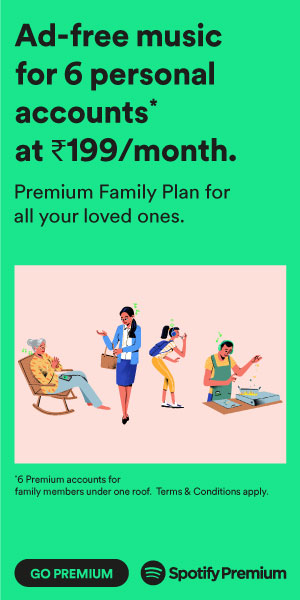 Ad-free music
for 6 personal
accounts*
at ₹199/month.
Premium Family Plan for
all your loved ones.
*6 Premium accounts for
family members under one roof. Terms & Conditions apply.
GO PREMIUM
Spotify Premium